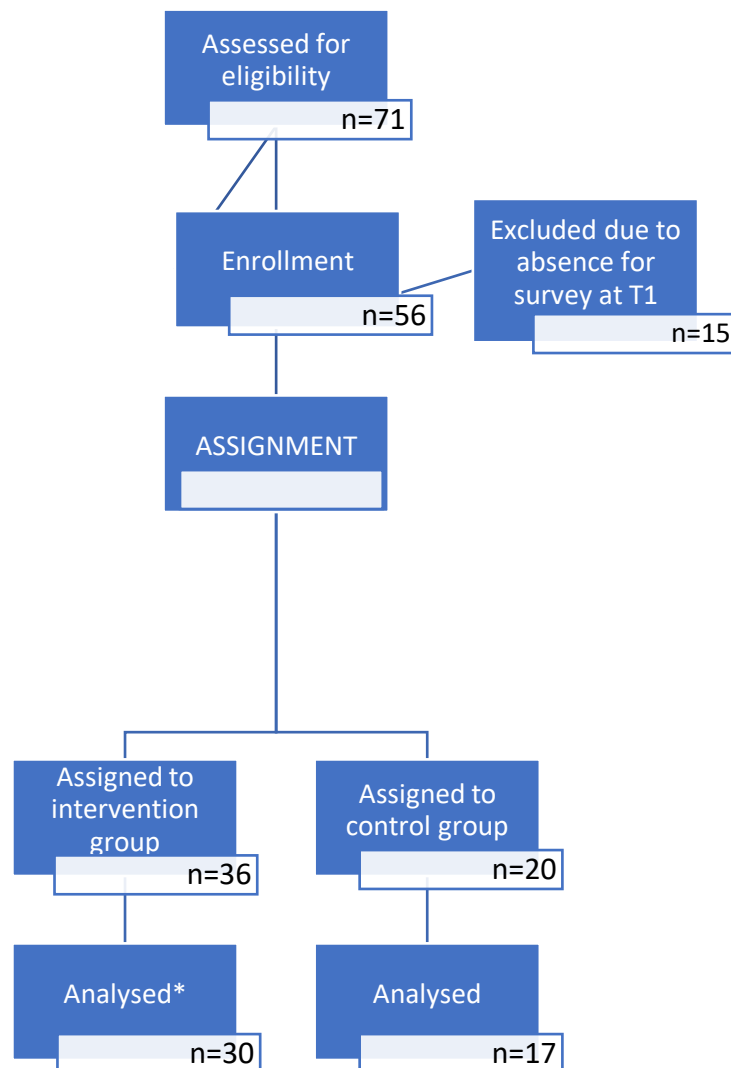 Assessed for
eligibility
n=71
Enrollment
n=56
Excluded due to
absence for
survey at T1
n=15
ASSIGNMENT
Assigned to
intervention
group
n=36
Assigned to
control group
n=20
Analysed*
n=30
Analysed
n=17